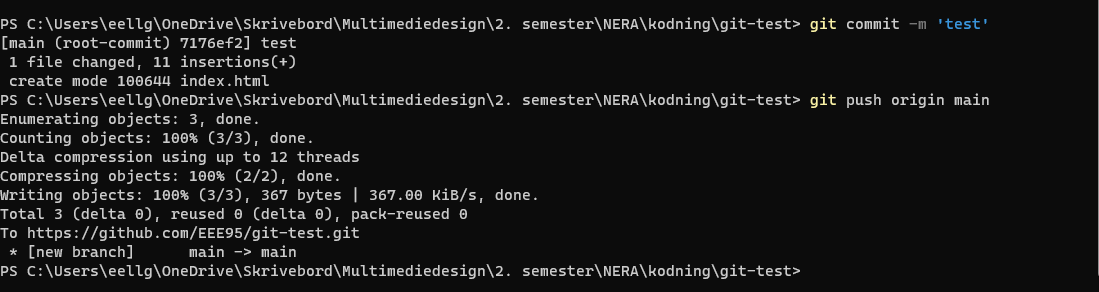 PS C:\Users\eellg\OneDrive\Skrivebord\Multimediedesign\2. semester\NERA\kodning\git-test> git commit -m 'test'
[main (root-commit) 7176ef2] test
 1 file changed, 11 insertions(+)
 create mode 100644 index.html
PS C:\Users\eellg\OneDrive\Skrivebord\Multimediedesign\2. semester\NERA\kodning\git-test> git push origin main
Enumerating objects: 3, done.
Counting objects: 100% (3/3), done.
Delta compression using up to 12 threads
Compressing objects: 100% (2/2), done.
Writing objects: 100% (3/3), 367 bytes | 367.00 KiB/s, done.
Total 3 (delta 0), reused 0 (delta 0), pack-reused 0
To https://github.com/EEE95/git-test.git
 * [new branch]      main -> main
PS C:\Users\eellg\OneDrive\Skrivebord\Multimediedesign\2. semester\NERA\kodning\git-test>